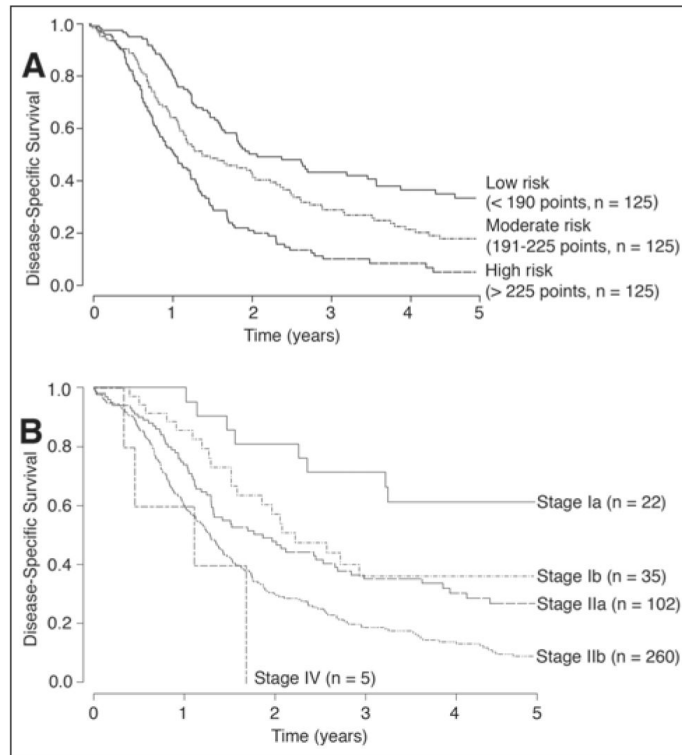 A
Disease-Specific Survival
1.0
0.8
0.6
0.4
0.2
0.0
Low risk
(< 190 points, n = 125)
Moderate risk
(191-225 points, n = 125)
High risk
(> 225 points, n = 125)
0 1 2 3 4 5
Time (years)
B
Disease-Specific Survival
1.0
0.8
0.6
0.4
0.2
0.0
Stage Ia (n = 22)
Stage Ib (n = 35)
Stage IIa (n = 102)
Stage IIb (n = 260)
Stage IV (n = 5)
0 1 2 3 4 5
Time (years)